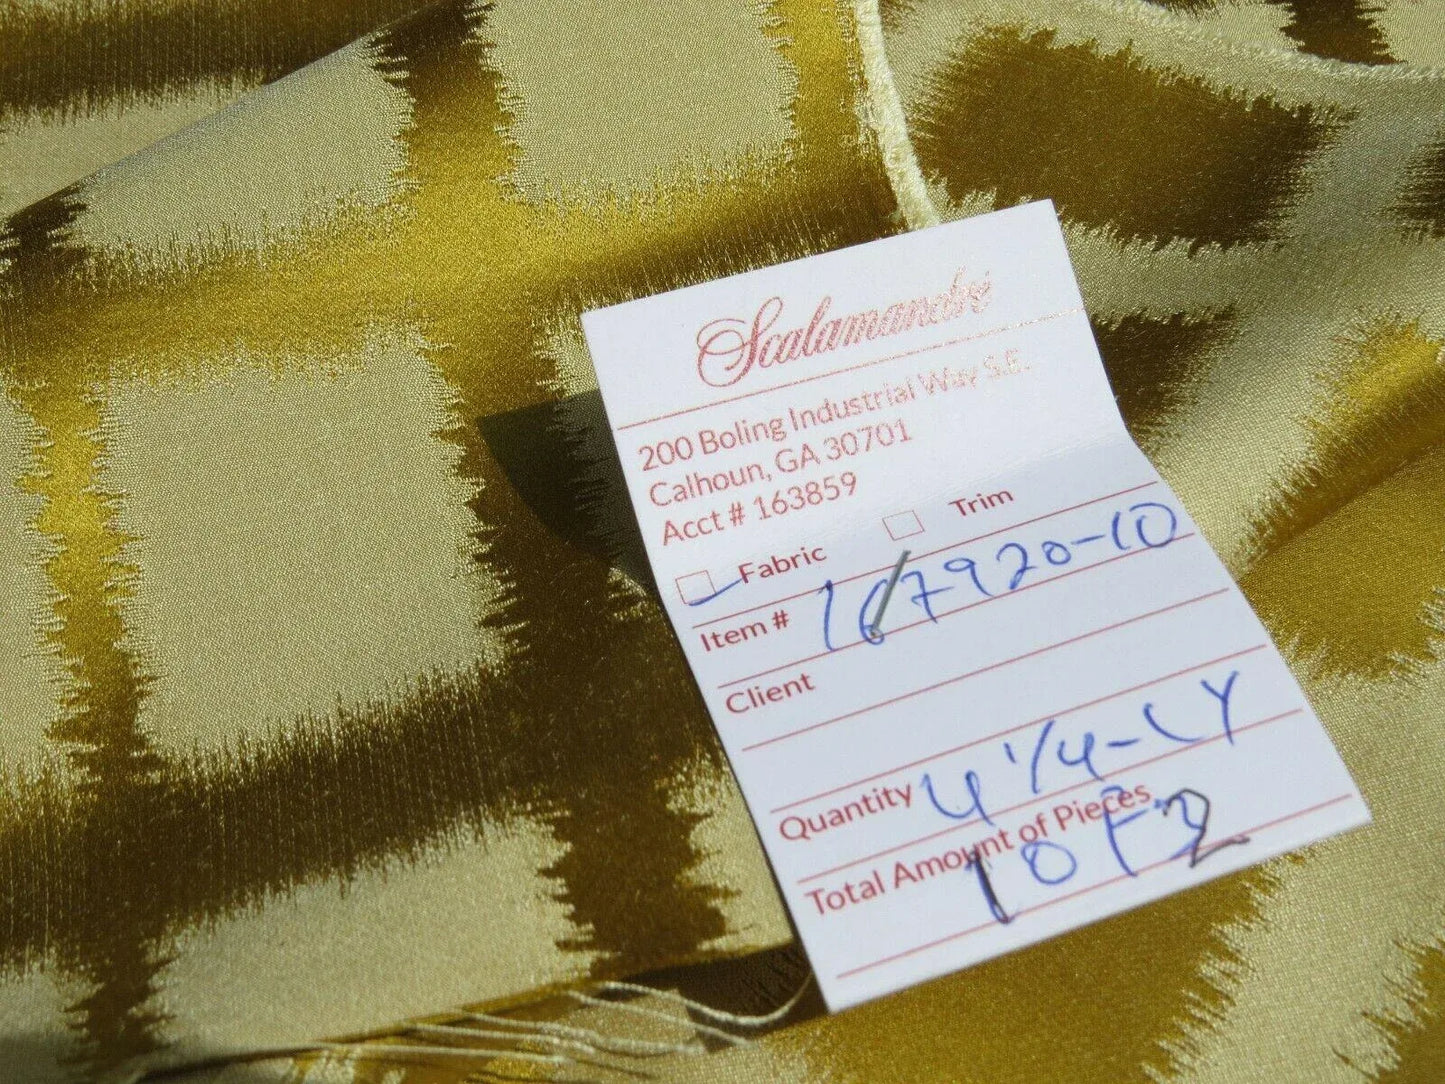 Scalamandré
200 Boling Industrial Way S.E.
Calhoun, GA 30701
Acct # 163859
Fabric Trim
Item # 167920-10
Client
Quantity 4 1/4 - LY
Total Amount of Pieces
1 OF 2